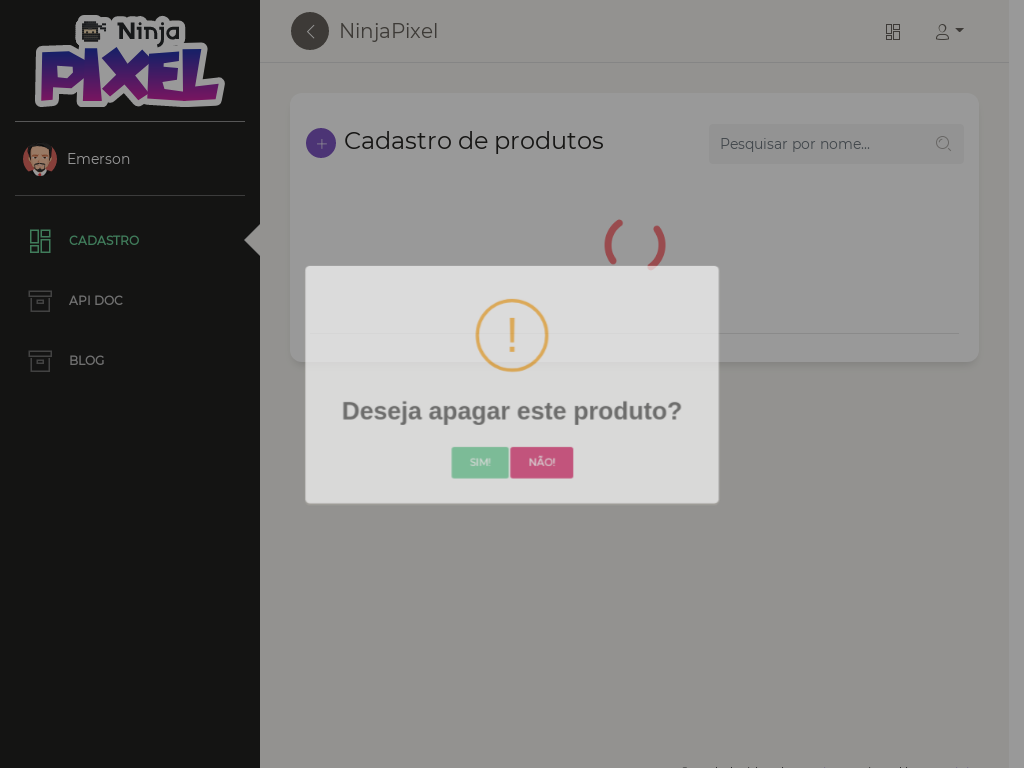 Ninja
PIXEL
Emerson
CADASTRO
API DOC
BLOG
NinjaPixel
Cadastro de produtos
Pesquisar por nome...
Deseja apagar este produto?
SIM!
NÃO!